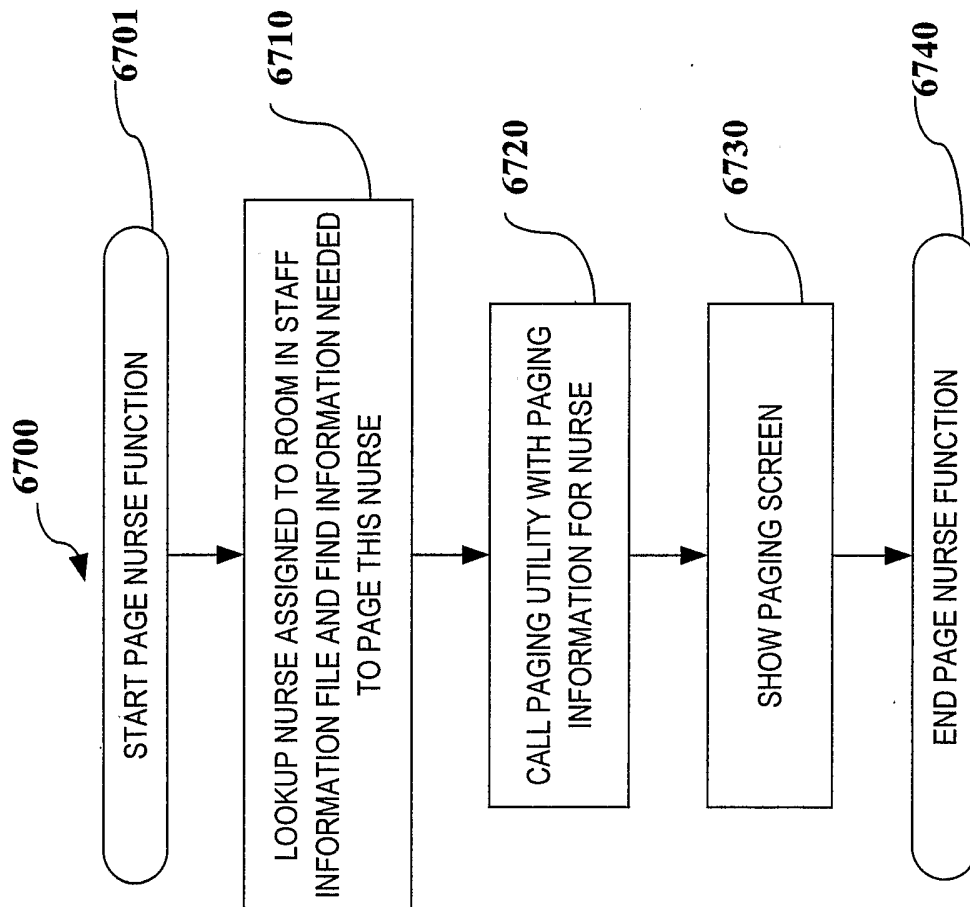 6700
START PAGE NURSE FUNCTION
6701
LOOKUP NURSE ASSIGNED TO ROOM IN STAFF
INFORMATION FILE AND FIND INFORMATION NEEDED
TO PAGE THIS NURSE
6710
CALL PAGING UTILITY WITH PAGING
INFORMATION FOR NURSE
6720
SHOW PAGING SCREEN
6730
END PAGE NURSE FUNCTION
6740